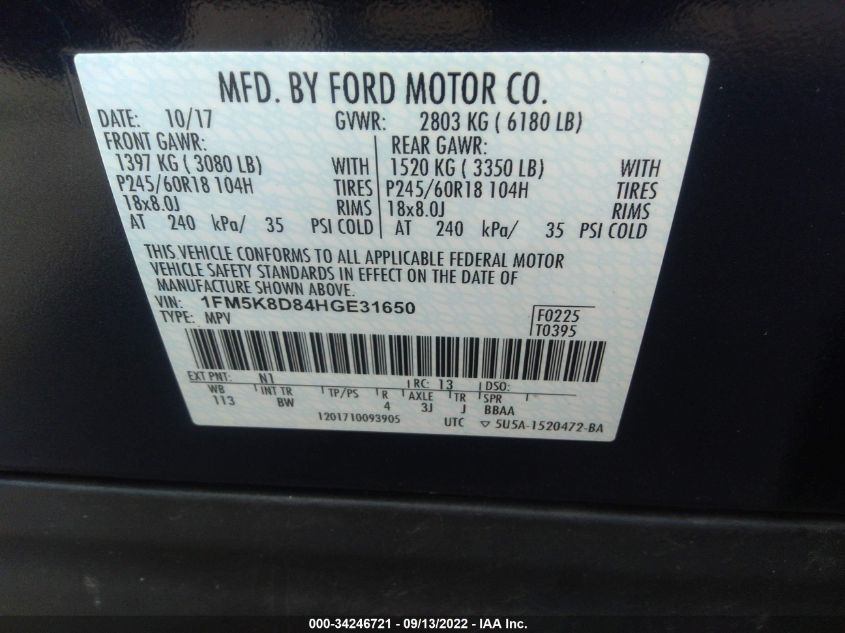 MFD. BY FORD MOTOR CO.
DATE: 10/17 GVWR: 2803 KG ( 6180 LB)
FRONT GAWR: REAR GAWR:
1397 KG ( 3080 LB) WITH 1520 KG ( 3350 LB) WITH
P245/60R18 104H TIRES P245/60R18 104H TIRES
18x8.0J RIMS 18x8.0J RIMS
AT 240 kPa/ 35 PSI COLD AT 240 kPa/ 35 PSI COLD
THIS VEHICLE CONFORMS TO ALL APPLICABLE FEDERAL MOTOR
VEHICLE SAFETY STANDARDS IN EFFECT ON THE DATE OF
MANUFACTURE SHOWN ABOVE.
VIN: 1FM5K8D84HGE31650 F0225
TYPE: MPV T0395
EXT PNT: N1 RC: 13 DSO:
WB INT TR TP/PS R AXLE TR SPR
113 BW 4 3J J BBAA
1201710093905 UTC ▽ 5U5A-1520472-BA
000-34246721 - 09/13/2022 - IAA Inc.